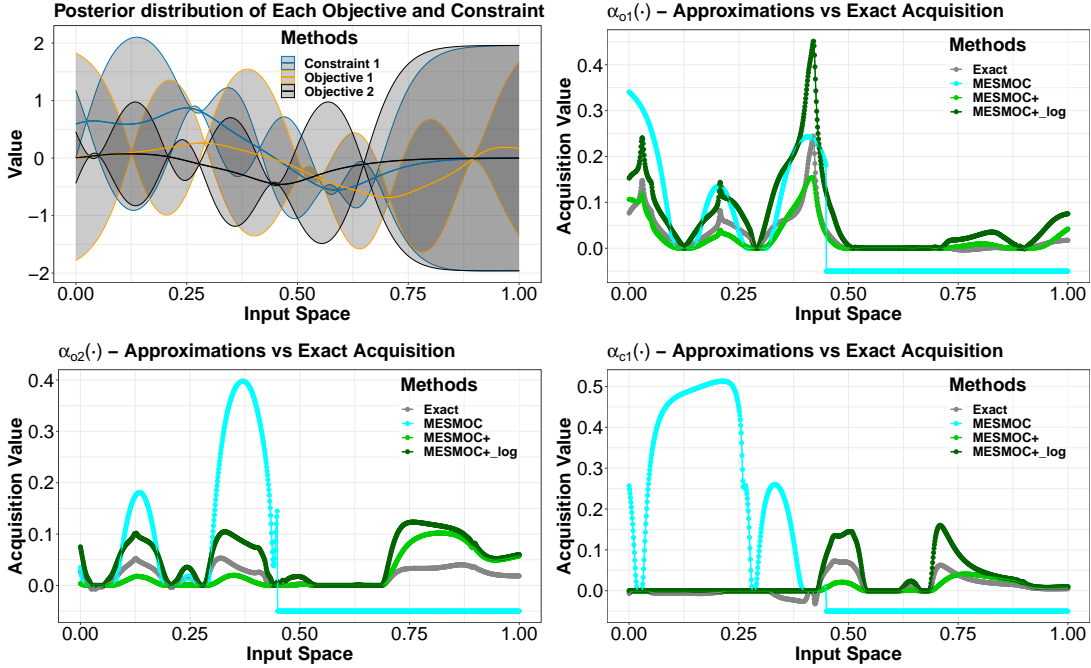 Posterior distribution of Each Objective and Constraint
Methods
Constraint 1
Objective 1
Objective 2
Value
2
1
0
−1
−2
0.00 0.25 0.50 0.75 1.00
Input Space
αo1(·) − Approximations vs Exact Acquisition
Methods
Exact
MESMOC
MESMOC+
MESMOC+_log
Acquisition Value
0.4
0.3
0.2
0.1
0.0
0.00 0.25 0.50 0.75 1.00
Input Space
αo2(·) − Approximations vs Exact Acquisition
Methods
Exact
MESMOC
MESMOC+
MESMOC+_log
Acquisition Value
0.4
0.3
0.2
0.1
0.0
0.00 0.25 0.50 0.75 1.00
Input Space
αc1(·) − Approximations vs Exact Acquisition
Methods
Exact
MESMOC
MESMOC+
MESMOC+_log
Acquisition Value
0.5
0.4
0.3
0.2
0.1
0.0
0.00 0.25 0.50 0.75 1.00
Input Space